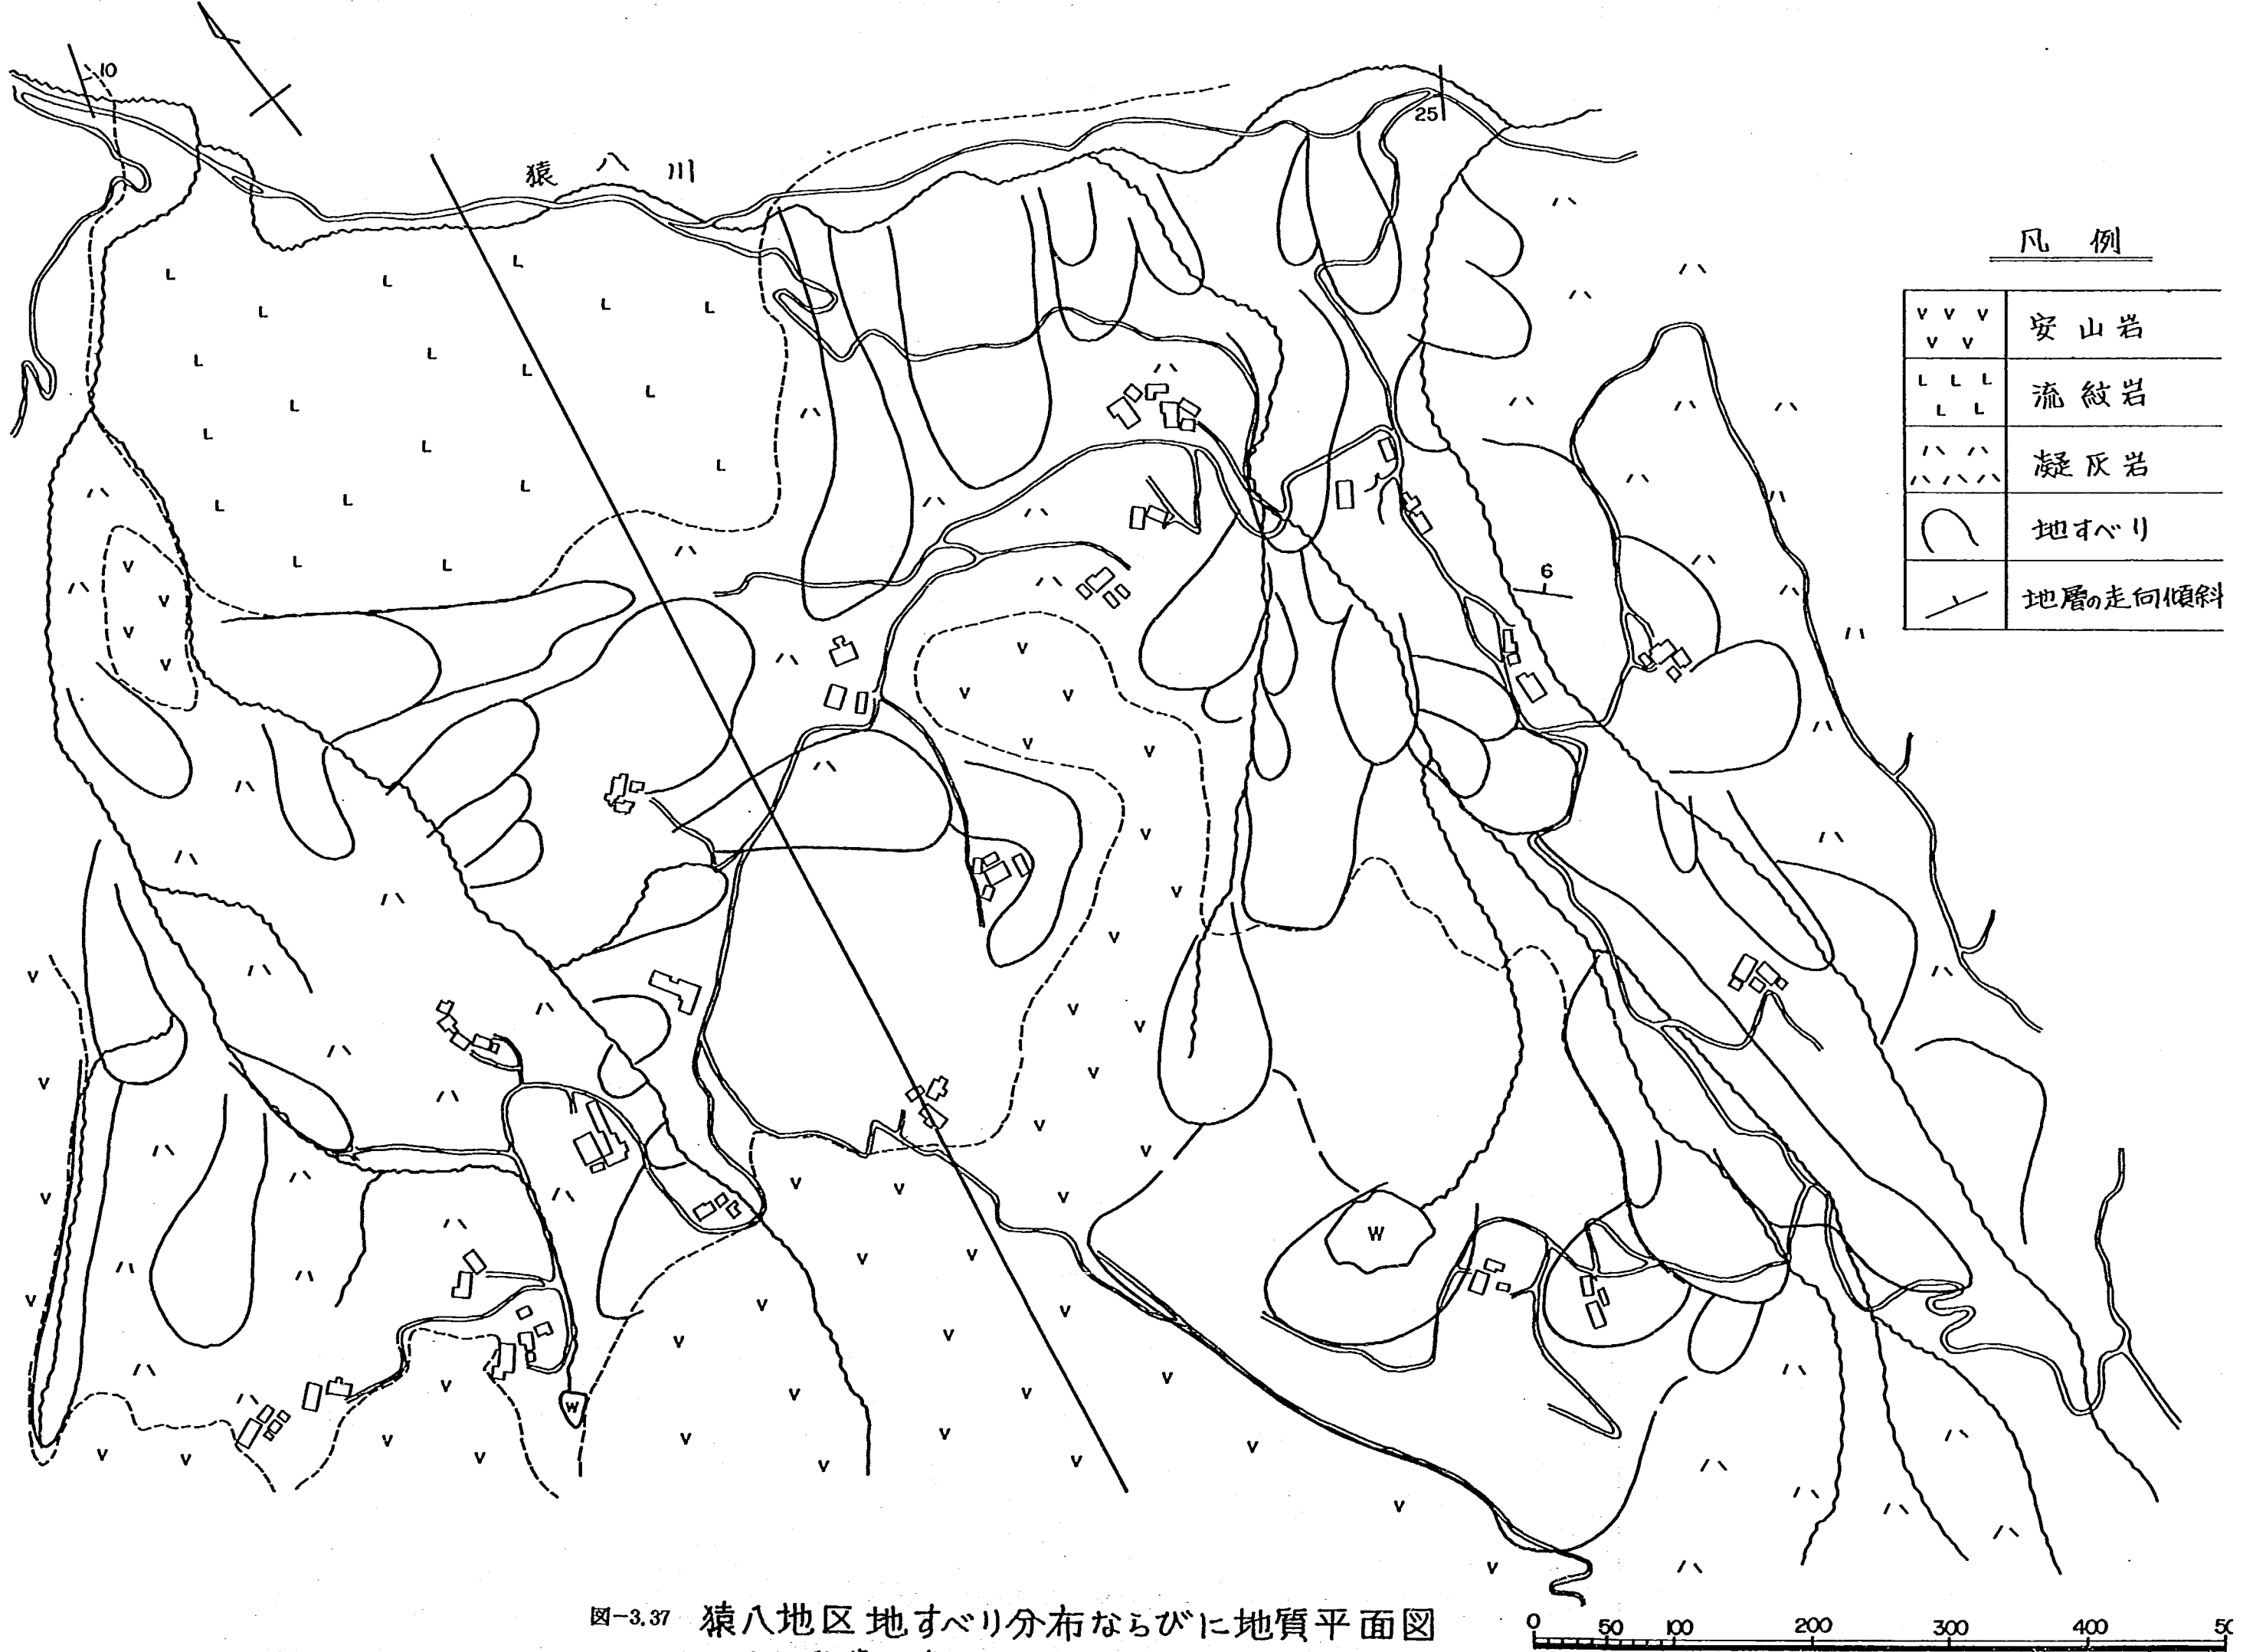 10
猿八川
25
凡例
安山岩
流紋岩
凝灰岩
地すべり
地層の走向傾斜
6
W
W
図-3.37 猿八地区地すべり分布ならびに地質平面図
0 50 100 200 300 400